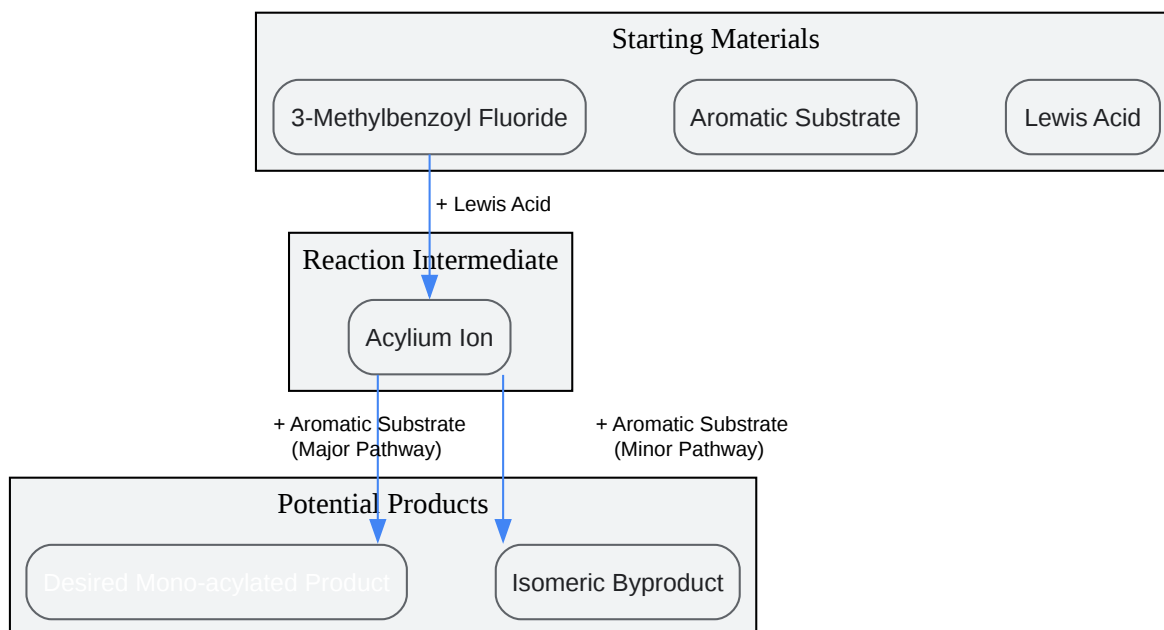 Starting Materials
3-Methylbenzoyl Fluoride
Aromatic Substrate
Lewis Acid
+ Lewis Acid
Reaction Intermediate
Acylium Ion
+ Aromatic Substrate
(Major Pathway)
+ Aromatic Substrate
(Minor Pathway)
Potential Products
Desired Mono-acylated Product
Isomeric Byproduct